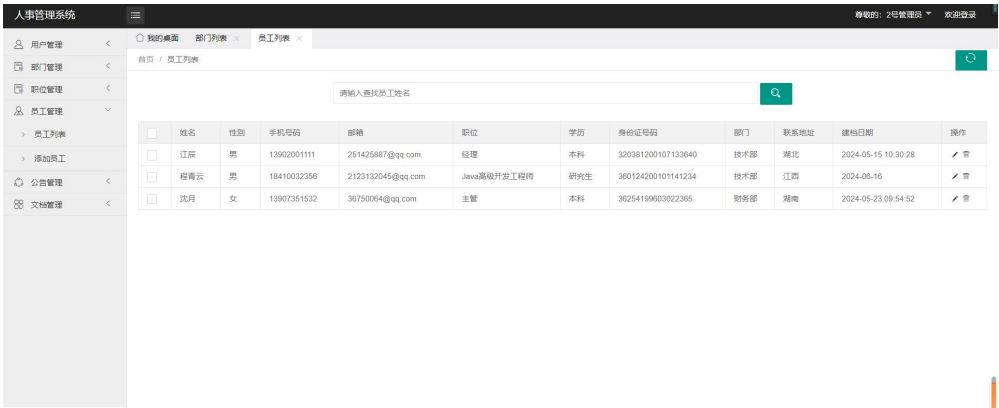 人事管理系统
尊敬的：2号管理员 欢迎登录
用户管理
部门管理
职位管理
员工管理
员工列表
添加员工
公告管理
文档管理
我的桌面 部门列表 员工列表
首页 / 员工列表
请输入查找员工姓名
姓名 性别 手机号码 邮箱 职位 学历 身份证号码 部门 联系地址 建档日期 操作
江辰 男 13902001111 251425887@qq.com 经理 本科 320381200107133640 技术部 湖北 2024-05-15 10:30:28
程青云 男 18410032356 2123132045@qq.com Java高级开发工程师 研究生 360124200101141234 技术部 江西 2024-06-16
沈月 女 13907351532 36750064@qq.com 主管 本科 36254199603022365 财务部 湖南 2024-05-23 09:54:52